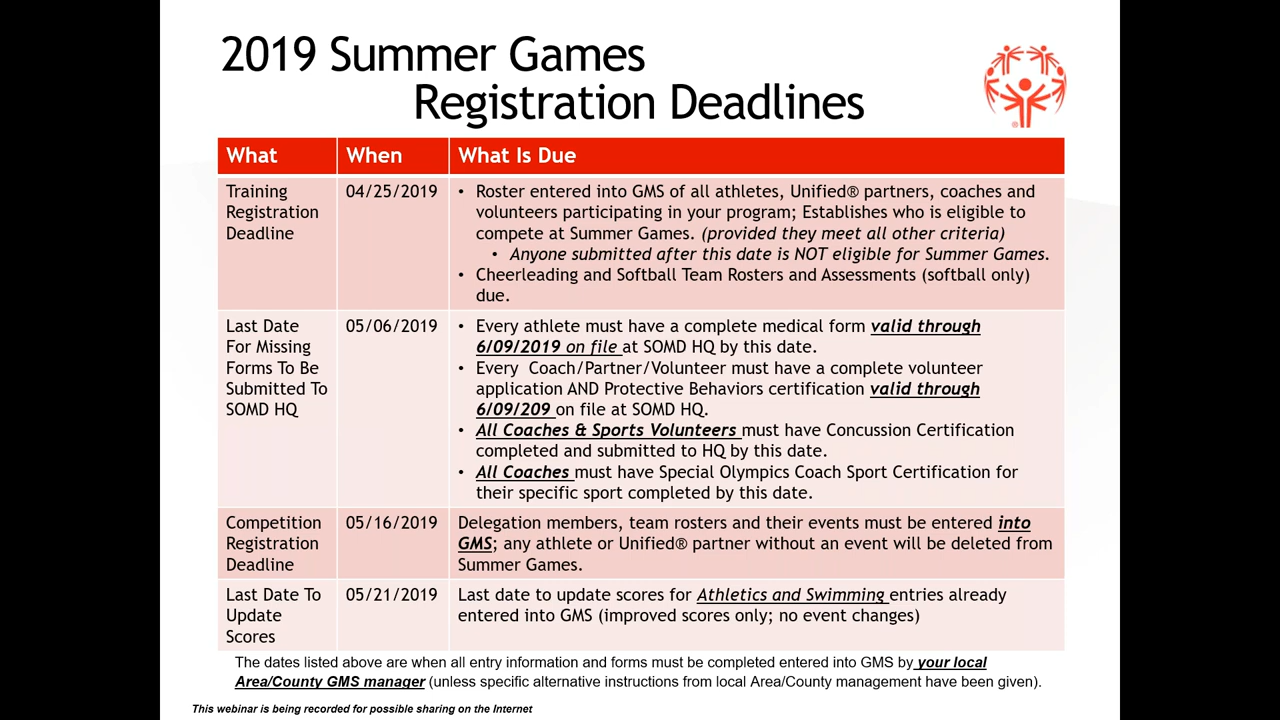 2019 Summer Games
Registration Deadlines
What When What Is Due
Training
Registration
Deadline
04/25/2019
• Roster entered into GMS of all athletes, Unified® partners, coaches and
volunteers participating in your program; Establishes who is eligible to
compete at Summer Games. (provided they meet all other criteria)
• Anyone submitted after this date is NOT eligible for Summer Games.
• Cheerleading and Softball Team Rosters and Assessments (softball only)
due.
Last Date
For Missing
Forms To Be
Submitted To
SOMD HQ
05/06/2019
• Every athlete must have a complete medical form valid through
6/09/2019 on file at SOMD HQ by this date.
• Every Coach/Partner/Volunteer must have a complete volunteer
application AND Protective Behaviors certification valid through
6/09/209 on file at SOMD HQ.
• All Coaches & Sports Volunteers must have Concussion Certification
completed and submitted to HQ by this date.
• All Coaches must have Special Olympics Coach Sport Certification for
their specific sport completed by this date.
Competition
Registration
Deadline
05/16/2019
Delegation members, team rosters and their events must be entered into
GMS; any athlete or Unified® partner without an event will be deleted from
Summer Games.
Last Date To
Update
Scores
05/21/2019
Last date to update scores for Athletics and Swimming entries already
entered into GMS (improved scores only; no event changes)
The dates listed above are when all entry information and forms must be completed entered into GMS by your local
Area/County GMS manager (unless specific alternative instructions from local Area/County management have been given).
This webinar is being recorded for possible sharing on the Internet